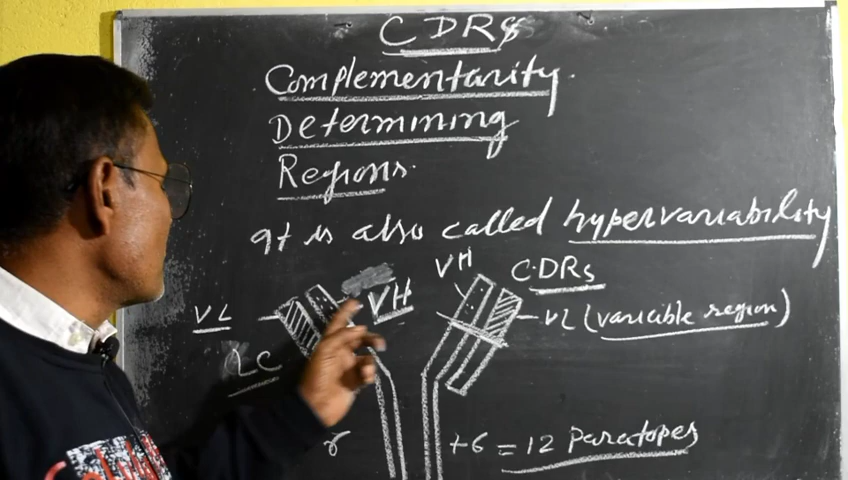 CDRs
Complementarity
Determining
Regions.
It is also called hypervariability
VH CDRs
VL VH VL (variable region)
LC
+6 = 12 Paratopes